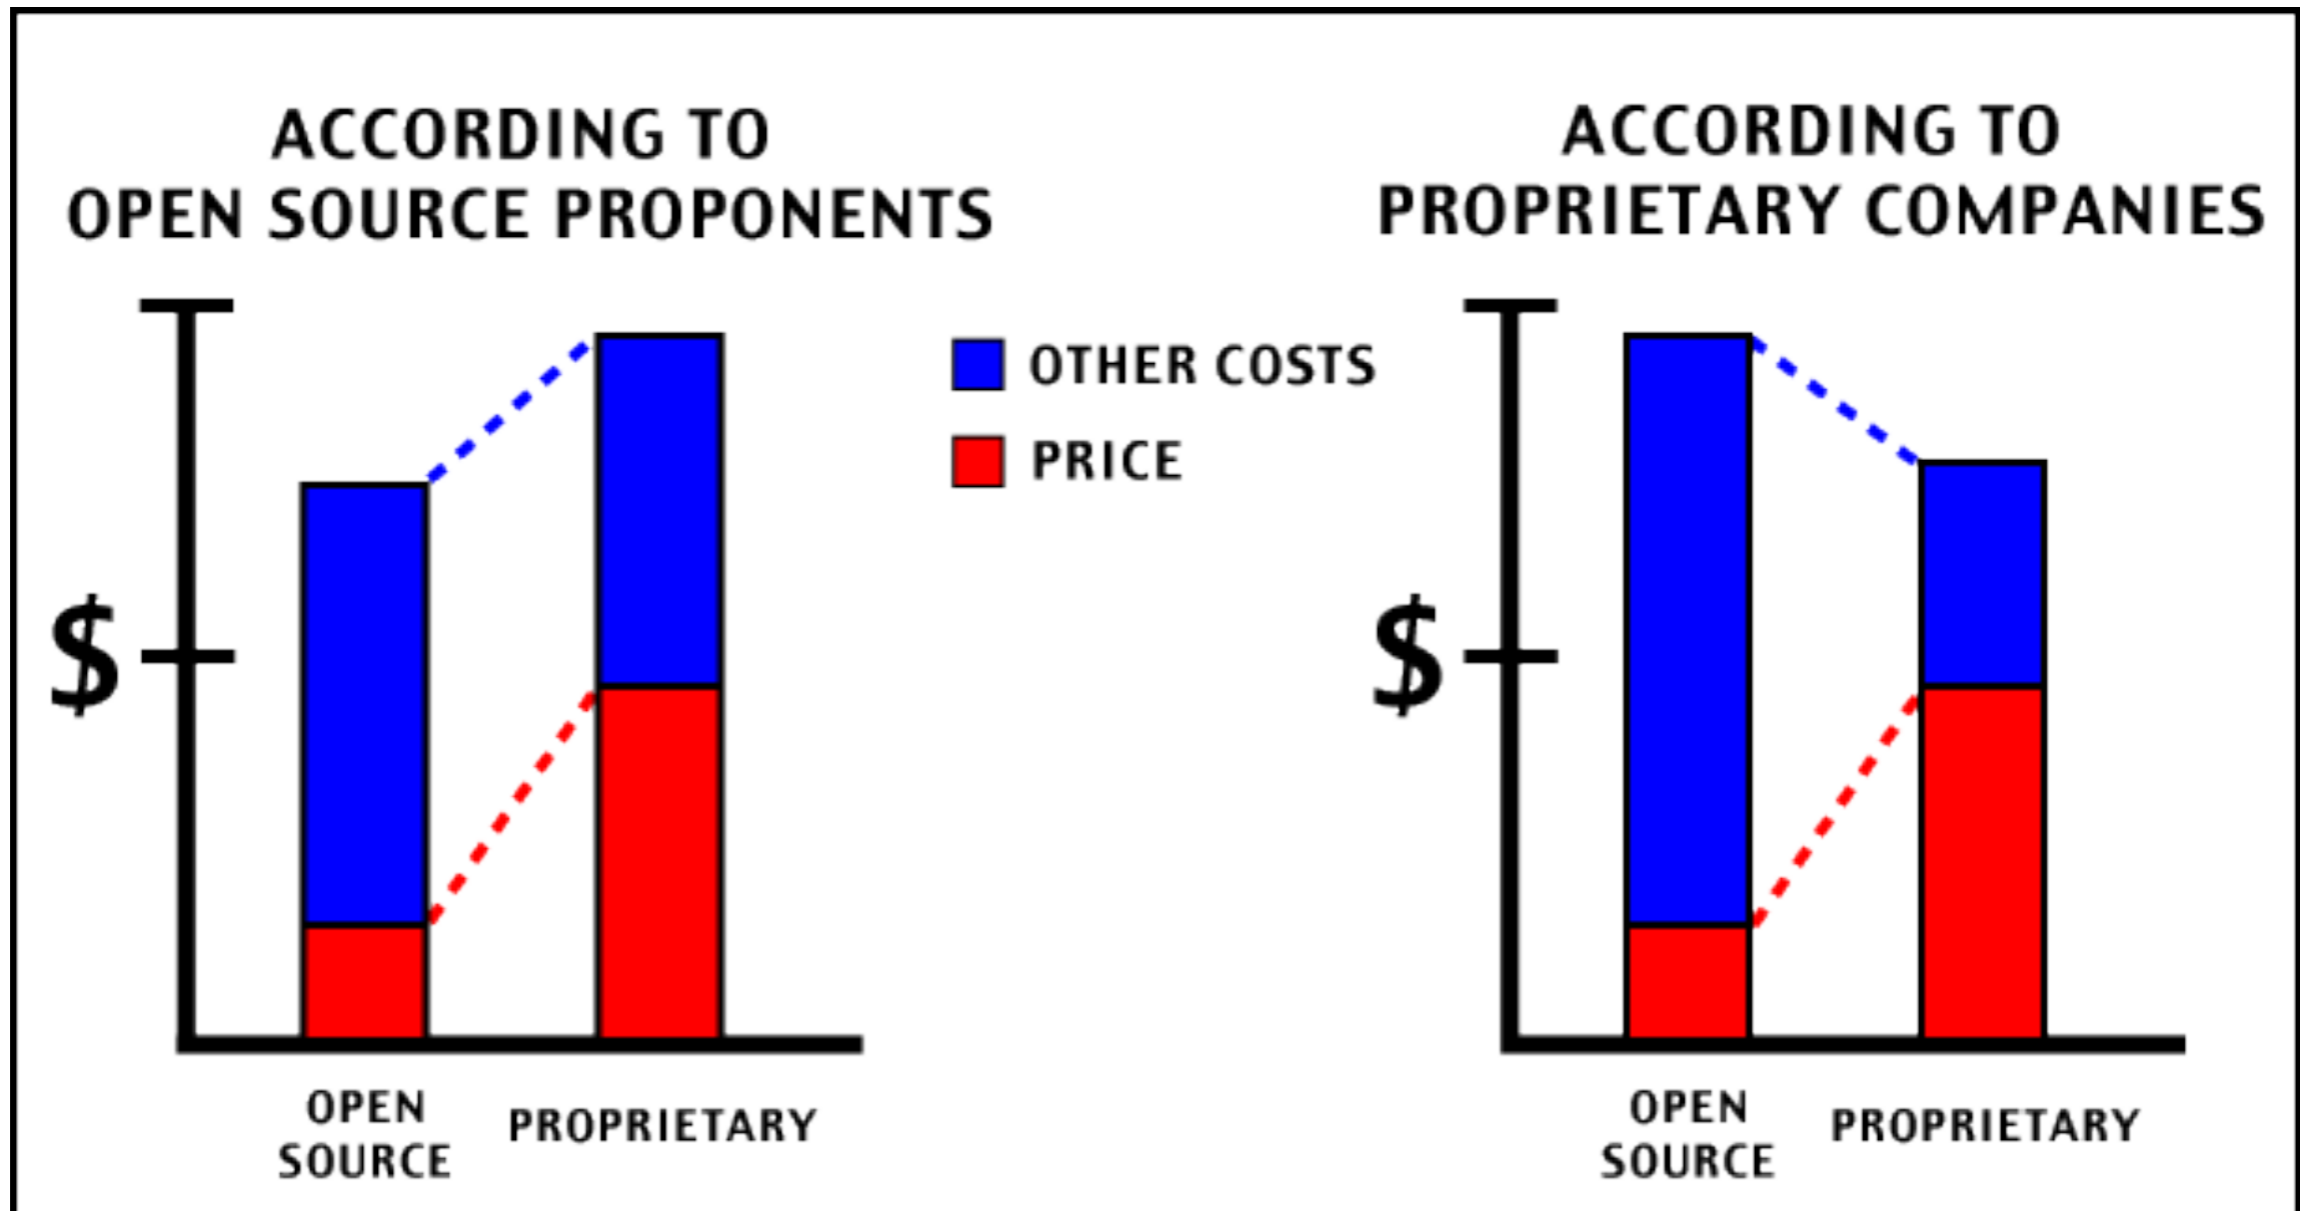 ACCORDING TO
OPEN SOURCE PROPONENTS
$
OPEN
SOURCE
PROPRIETARY
OTHER COSTS
PRICE
ACCORDING TO
PROPRIETARY COMPANIES
$
OPEN
SOURCE
PROPRIETARY